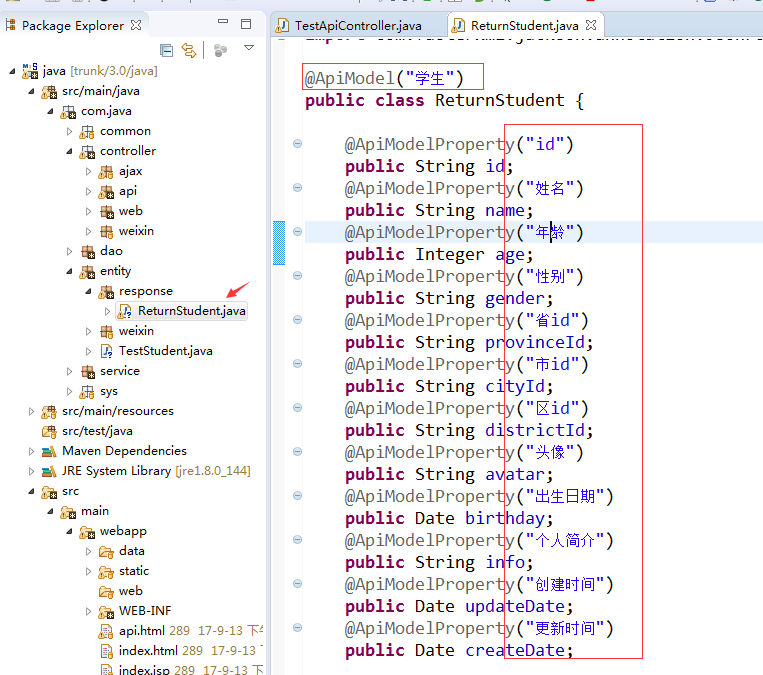 Package Explorer
TestApiController.java
ReturnStudent.java
java [trunk/3.0/java]
src/main/java
com.java
common
controller
ajax
api
web
weixin
dao
entity
response
ReturnStudent.java
weixin
TestStudent.java
service
sys
src/main/resources
src/test/java
Maven Dependencies
JRE System Library [jre1.8.0_144]
src
main
webapp
data
static
web
WEB-INF
api.html 289 17-9-13 下午
index.html 289 17-9-13 下
index.jsp 289 17-9-13 下
@ApiModel("学生")
public class ReturnStudent {
@ApiModelProperty("id")
public String id;
@ApiModelProperty("姓名")
public String name;
@ApiModelProperty("年龄")
public Integer age;
@ApiModelProperty("性别")
public String gender;
@ApiModelProperty("省id")
public String provinceId;
@ApiModelProperty("市id")
public String cityId;
@ApiModelProperty("区id")
public String districtId;
@ApiModelProperty("头像")
public String avatar;
@ApiModelProperty("出生日期")
public Date birthday;
@ApiModelProperty("个人简介")
public String info;
@ApiModelProperty("创建时间")
public Date updateDate;
@ApiModelProperty("更新时间")
public Date createDate;